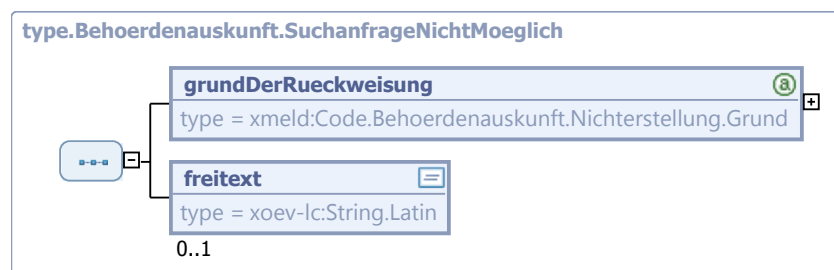 type.Behoerdenauskunft.SuchanfrageNichtMoeglich
grundDerRueckweisung
type = xmeld:Code.Behoerdenauskunft.Nichterstellung.Grund
freitext
type = xoev-lc:String.Latin
0..1